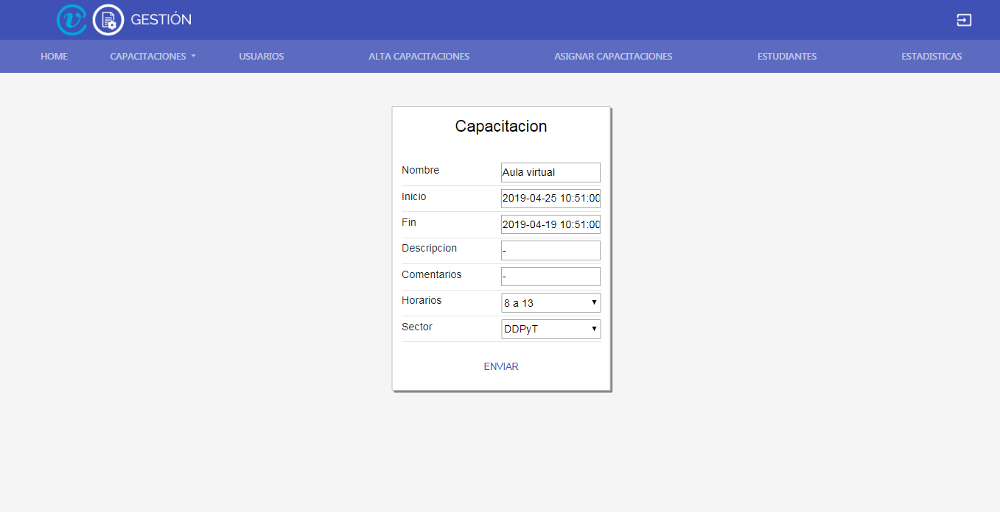 GESTIÓN
HOME CAPACITACIONES USUARIOS ALTA CAPACITACIONES ASIGNAR CAPACITACIONES ESTUDIANTES ESTADISTICAS
Capacitacion
Nombre Aula virtual
Inicio 2019-04-25 10:51:00
Fin 2019-04-19 10:51:00
Descripcion -
Comentarios -
Horarios 8 a 13
Sector DDPyT
ENVIAR